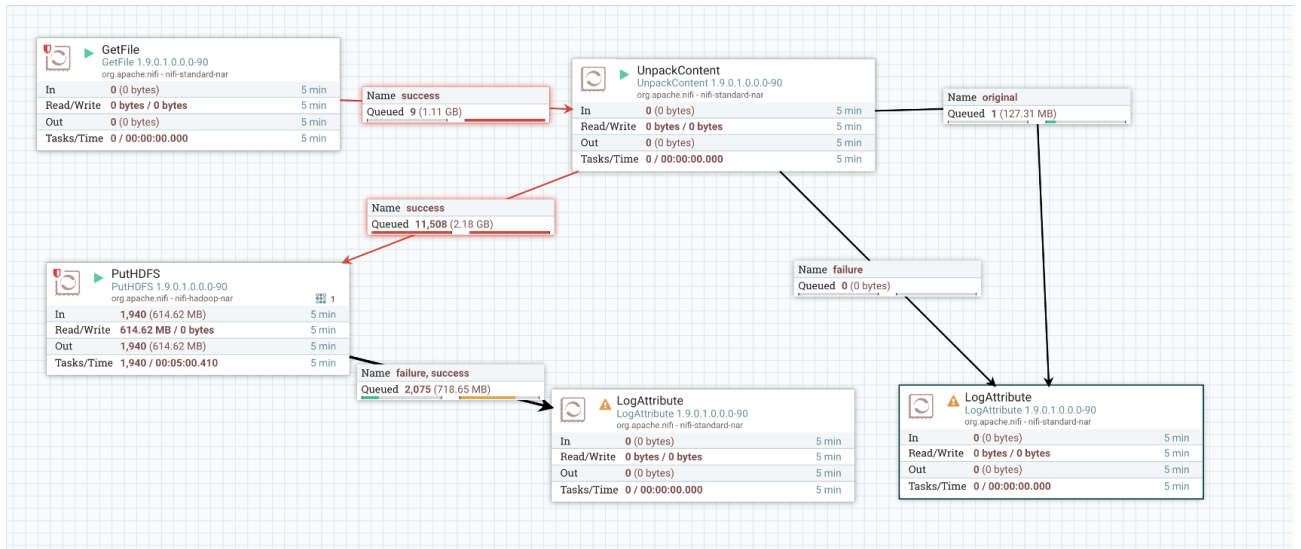 GetFile
GetFile 1.9.0.1.0.0.0-90
org.apache.nifi - nifi-standard-nar
In 0 (0 bytes) 5 min
Read/Write 0 bytes / 0 bytes 5 min
Out 0 (0 bytes) 5 min
Tasks/Time 0 / 00:00:00.000 5 min
Name success
Queued 9 (1.11 GB)
UnpackContent
UnpackContent 1.9.0.1.0.0.0-90
org.apache.nifi - nifi-standard-nar
In 0 (0 bytes) 5 min
Read/Write 0 bytes / 0 bytes 5 min
Out 0 (0 bytes) 5 min
Tasks/Time 0 / 00:00:00.000 5 min
Name original
Queued 1 (127.31 MB)
Name success
Queued 11,508 (2.18 GB)
Name failure
Queued 0 (0 bytes)
PutHDFS
PutHDFS 1.9.0.1.0.0.0-90
org.apache.nifi - nifi-hadoop-nar 1
In 1,940 (614.62 MB) 5 min
Read/Write 614.62 MB / 0 bytes 5 min
Out 1,940 (614.62 MB) 5 min
Tasks/Time 1,940 / 00:05:00.410 5 min
Name failure, success
Queued 2,075 (718.65 MB)
LogAttribute
LogAttribute 1.9.0.1.0.0.0-90
org.apache.nifi - nifi-standard-nar
In 0 (0 bytes) 5 min
Read/Write 0 bytes / 0 bytes 5 min
Out 0 (0 bytes) 5 min
Tasks/Time 0 / 00:00:00.000 5 min
LogAttribute
LogAttribute 1.9.0.1.0.0.0-90
org.apache.nifi - nifi-standard-nar
In 0 (0 bytes) 5 min
Read/Write 0 bytes / 0 bytes 5 min
Out 0 (0 bytes) 5 min
Tasks/Time 0 / 00:00:00.000 5 min